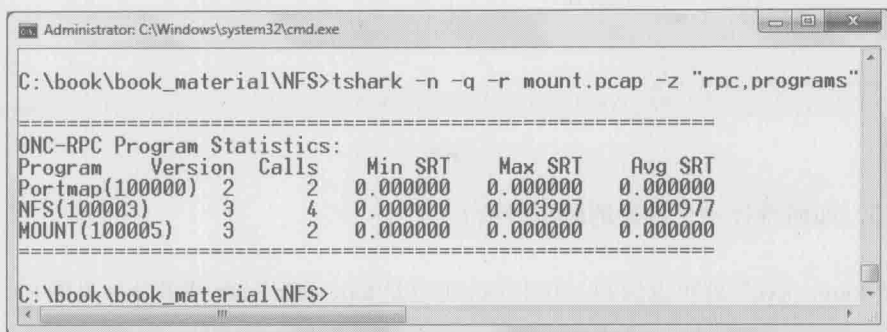 Administrator: C:\Windows\system32\cmd.exe
C:\book\book_material\NFS>tshark -n -q -r mount.pcap -z "rpc,programs"
==================================================================
ONC-RPC Program Statistics:
Program    Version  Calls    Min SRT    Max SRT    Avg SRT
Portmap(100000)  2    2    0.000000    0.000000    0.000000
NFS(100003)      3    4    0.000000    0.003907    0.000977
MOUNT(100005)    3    2    0.000000    0.000000    0.000000
==================================================================
C:\book\book_material\NFS>